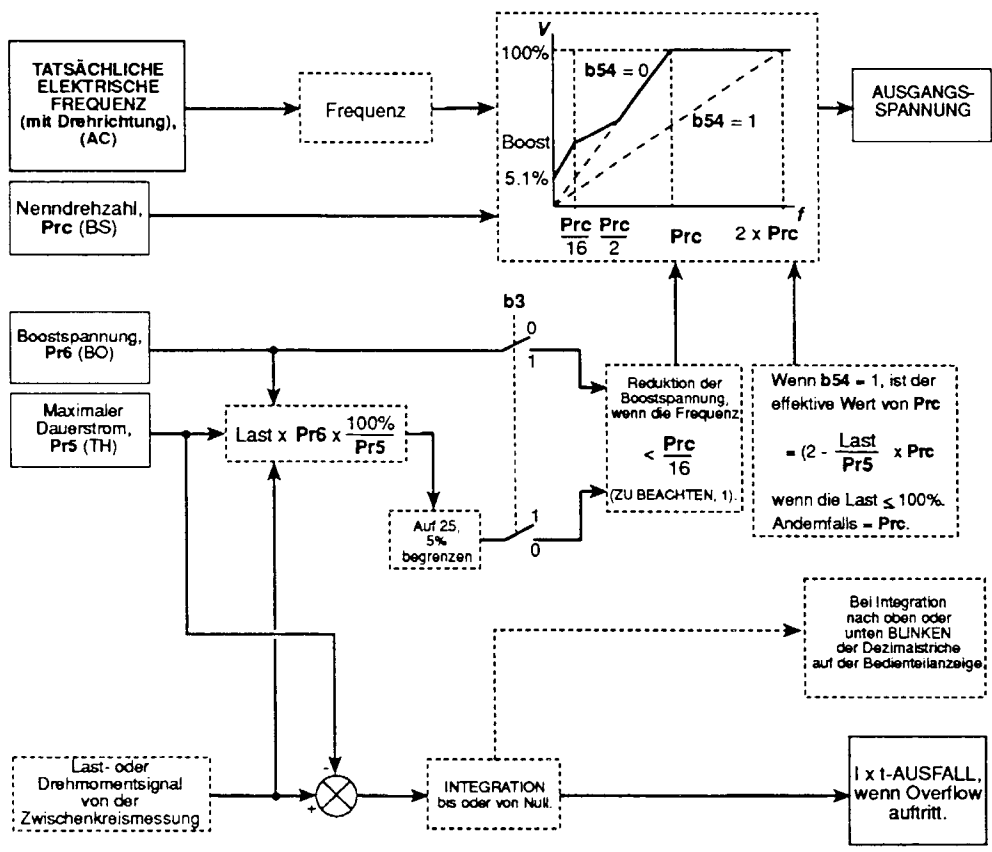 TATSÄCHLICHE
ELEKTRISCHE
FREQUENZ
(mit Drehrichtung),
(AC)
Frequenz
V
100%
b54 = 0
b54 = 1
Boost
5.1%
f
Prc
16
Prc
2
Prc
2 x Prc
AUSGANGS-
SPANNUNG
Nenndrehzahl,
Prc (BS)
Boostspannung,
Pr6 (BO)
b3
0
1
Maximaler
Dauerstrom,
Pr5 (TH)
Last x Pr6 x 100%
Pr5
Auf 25,
5%
begrenzen
1
0
Reduktion der
Boostspannung,
wenn die Frequenz
< Prc
16
(ZU BEACHTEN, 1).
Wenn b54 = 1, ist der
effektive Wert von Prc
= (2 - Last x Prc
Pr5
wenn die Last ≤ 100%.
Andernfalls = Prc.
Bei Integration
nach oben oder
unten BLINKEN
der Dezimalstriche
auf der Bedienteilanzeige.
Last- oder
Drehmomentsignal
von der
Zwischenkreismessung
-
+
INTEGRATION
bis oder von Null.
I x t-AUSFALL,
wenn Overflow
auftritt.